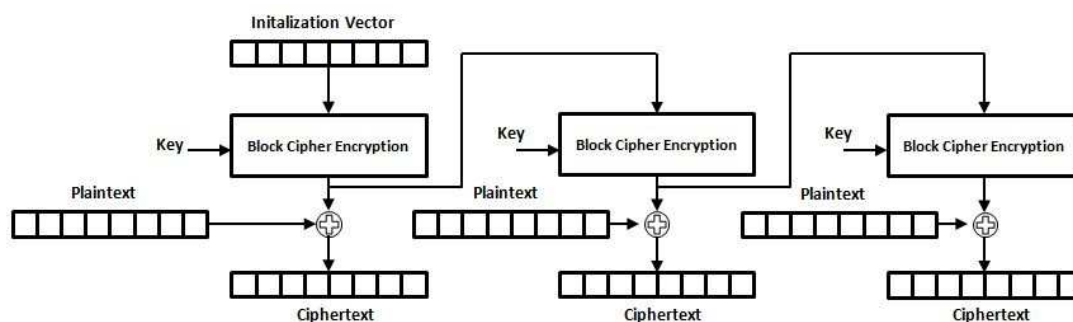 Initalization Vector
Key
Block Cipher Encryption
Key
Block Cipher Encryption
Key
Block Cipher Encryption
Plaintext
Plaintext
Plaintext
Ciphertext
Ciphertext
Ciphertext